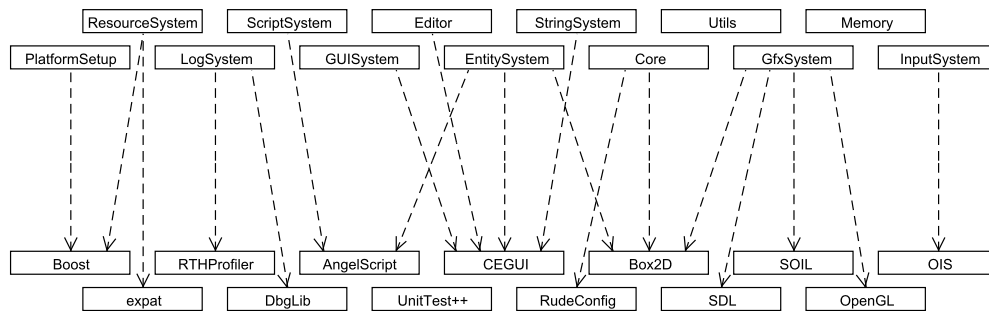 ResourceSystem ScriptSystem Editor StringSystem Utils Memory
PlatformSetup LogSystem GUISystem EntitySystem Core GfxSystem InputSystem
Boost RTHProfiler AngelScript CEGUI Box2D SOIL OIS
expat DbgLib UnitTest++ RudeConfig SDL OpenGL